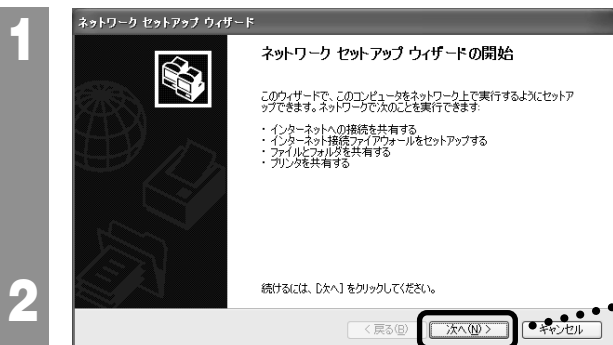 1
ネットワーク セットアップ ウィザード
ネットワーク セットアップ ウィザードの開始
このウィザードで、このコンピュータをネットワーク上で実行するようにセットア
ップできます。ネットワークで次のことを実行できます:
・ インターネットへの接続を共有する
・ インターネット接続ファイアウォールをセットアップする
・ ファイルとフォルダを共有する
・ プリンタを共有する
2
続けるには、[次へ] をクリックしてください。
< 戻る(B)
次へ(N) >
キャンセル